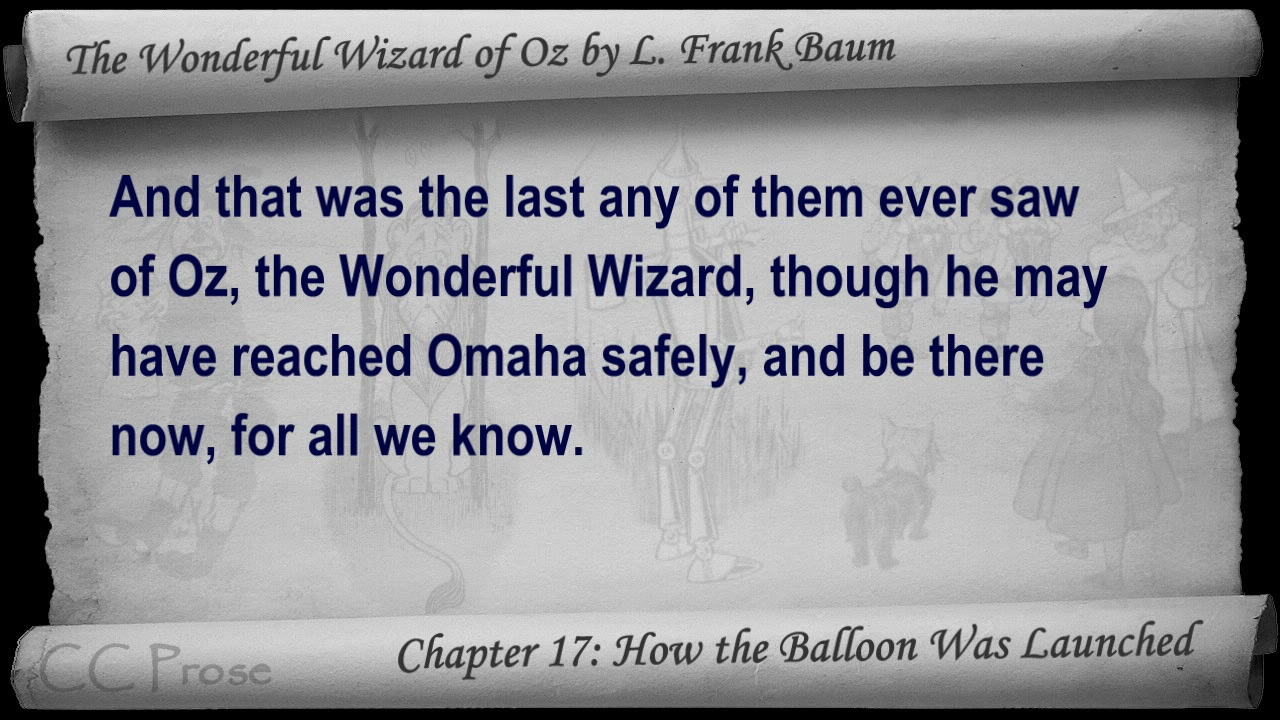 The Wonderful Wizard of Oz by L. Frank Baum
And that was the last any of them ever saw
of Oz, the Wonderful Wizard, though he may
have reached Omaha safely, and be there
now, for all we know.
CC Prose
Chapter 17: How the Balloon Was Launched